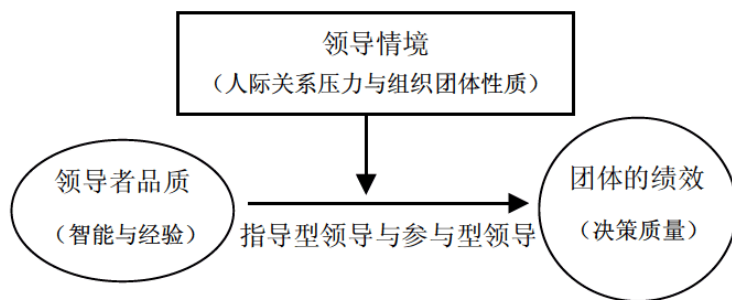 领导情境
（人际关系压力与组织团体性质）
领导者品质
（智能与经验）
指导型领导与参与型领导
团体的绩效
（决策质量）